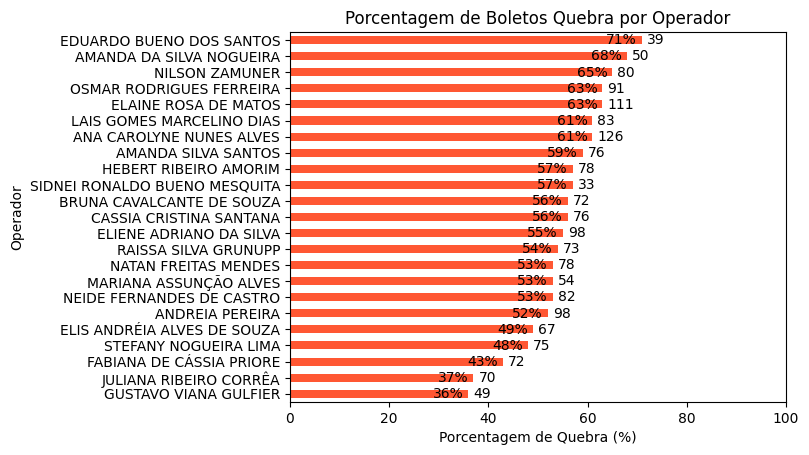 Porcentagem de Boletos Quebra por Operador
EDUARDO BUENO DOS SANTOS 71% 39
AMANDA DA SILVA NOGUEIRA 68% 50
NILSON ZAMUNER 65% 80
OSMAR RODRIGUES FERREIRA 63% 91
ELAINE ROSA DE MATOS 63% 111
LAIS GOMES MARCELINO DIAS 61% 83
ANA CAROLYNE NUNES ALVES 61% 126
AMANDA SILVA SANTOS 59% 76
HEBERT RIBEIRO AMORIM 57% 78
SIDNEI RONALDO BUENO MESQUITA 57% 33
BRUNA CAVALCANTE DE SOUZA 56% 72
CASSIA CRISTINA SANTANA 56% 76
ELIENE ADRIANO DA SILVA 55% 98
RAISSA SILVA GRUNUPP 54% 73
NATAN FREITAS MENDES 53% 78
MARIANA ASSUNÇÃO ALVES 53% 54
NEIDE FERNANDES DE CASTRO 53% 82
ANDREIA PEREIRA 52% 98
ELIS ANDRÉIA ALVES DE SOUZA 49% 67
STEFANY NOGUEIRA LIMA 48% 75
FABIANA DE CÁSSIA PRIORE 43% 72
JULIANA RIBEIRO CORRÊA 37% 70
GUSTAVO VIANA GULFIER 36% 49
Operador
0 20 40 60 80 100
Porcentagem de Quebra (%)